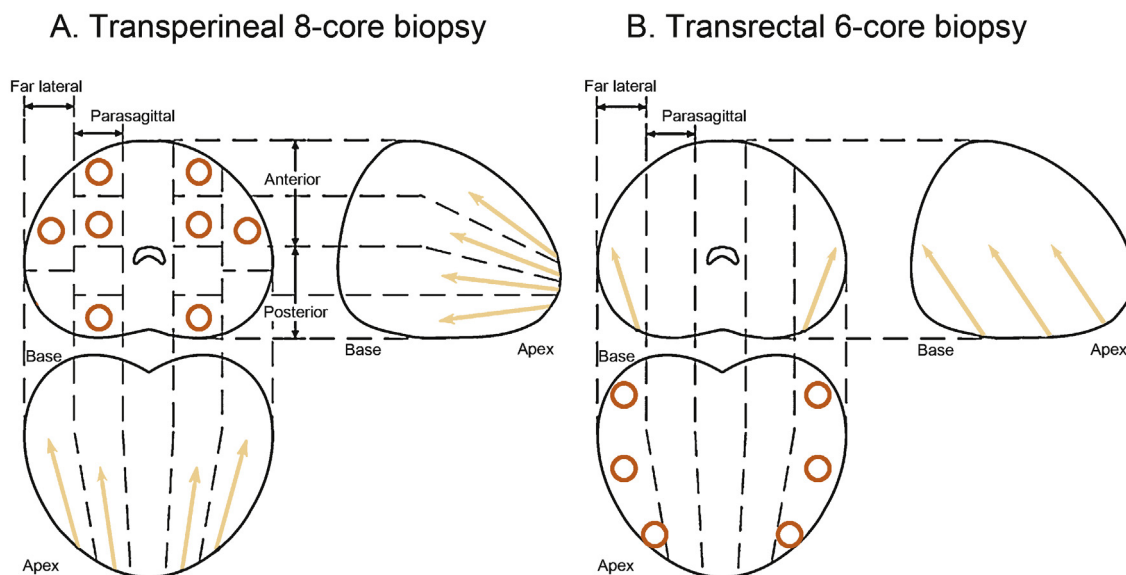 A. Transperineal 8-core biopsy
Far lateral
Parasagittal
Anterior
Posterior
Base
Apex
Base
Apex
B. Transrectal 6-core biopsy
Far lateral
Parasagittal
Base
Apex
Base
Apex